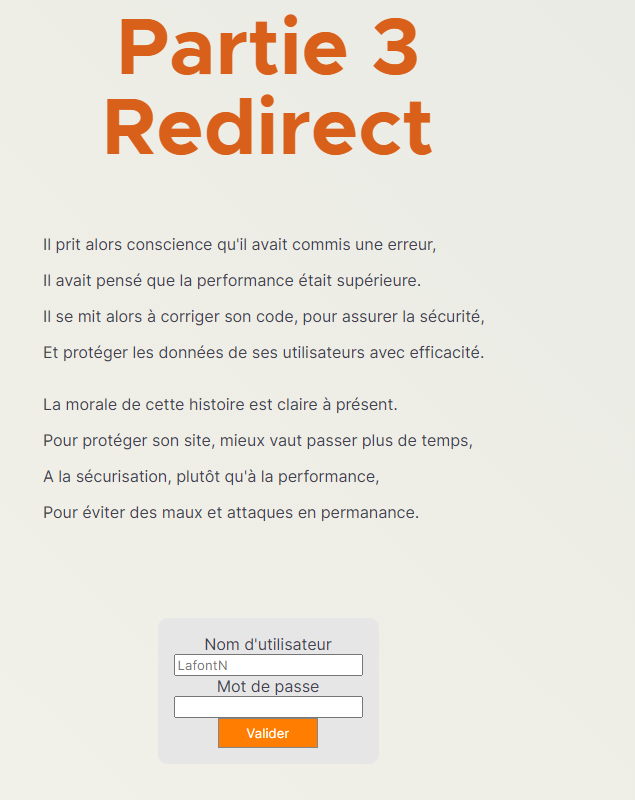 Partie 3
Redirect
Il prit alors conscience qu'il avait commis une erreur,
Il avait pensé que la performance était supérieure.
Il se mit alors à corriger son code, pour assurer la sécurité,
Et protéger les données de ses utilisateurs avec efficacité.
La morale de cette histoire est claire à présent.
Pour protéger son site, mieux vaut passer plus de temps,
A la sécurisation, plutôt qu'à la performance,
Pour éviter des maux et attaques en permanance.
Nom d'utilisateur
LafontN
Mot de passe
Valider